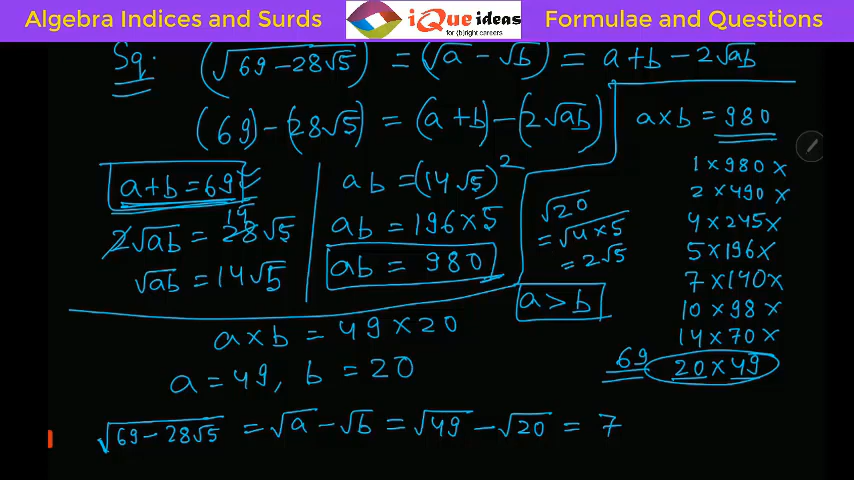 Algebra Indices and Surds
iQue ideas
for (b)right careers
Formulae and Questions
Sq: (√69-28√5) = (√a - √b) = a+b-2√ab
(69)-(28√5) = (a+b)-(2√ab)
a+b=69
2√ab = 28√5
14
√ab = 14√5
ab = (14√5)²
ab = 196×5
ab = 980
√20
= √4×5
= 2√5
a>b
a×b = 980
1×980×
2×490×
4×245×
5×196×
7×140×
10×98×
14×70×
69 20×49
a×b = 49×20
a=49, b=20
√69-28√5 = √a-√b = √49-√20 = 7